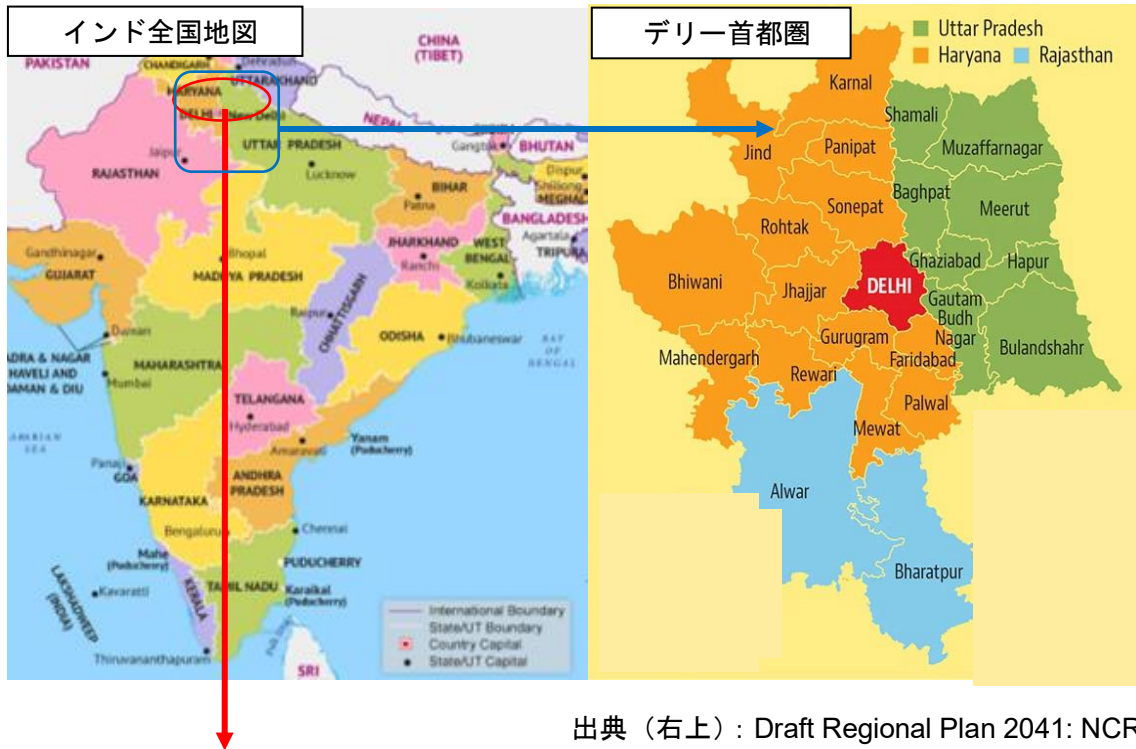 インド全国地図
デリー首都圏
CHINA
(TIBET)
PAKISTAN
CHANDIGARH
Dehradun
UTTARAKHAND
HARYANA
DELHI
New Delhi
NEPAL
UTTAR PRADESH
Gangtok
BHUTAN
Jaipur
RAJASTHAN
Lucknow
Dispur
Shillong
MEGHAL
BIHAR
Patna
BANGLADESH
Agartala
TRIPURA
Gandhinagar
GUJARAT
Bhopal
MADHYA PRADESH
JHARKHAND
Ranchi
WEST
BENGAL
Kolkata
Raipur
CHHATTISGARH
ODISHA
Bhubaneswar
BAY
OF
BENGAL
Daman
ADRA & NAGAR
HAVELI AND
DAMAN & DIU
MAHARASHTRA
Mumbai
TELANGANA
Hyderabad
Amaravati
Yanam
(Puducherry)
ARABIAN
SEA
Panaji
GOA
ANDHRA
PRADESH
KARNATAKA
Bengaluru
Chennai
Mahe
(Puducherry)
PUDUCHERRY
LAKSHADWEEP
(INDIA)
Kavaratti
KERALA
TAMIL NADU
Karaikal
(Puducherry)
Thiruvananthapuram
SRI
International Boundary
State/UT Boundary
Country Capital
State/UT Capital
Uttar Pradesh
Haryana
Rajasthan
Karnal
Shamali
Jind
Panipat
Muzaffarnagar
Baghpat
Sonepat
Meerut
Rohtak
Ghaziabad
Hapur
Bhiwani
Jhajjar
DELHI
Gautam
Budh
Nagar
Gurugram
Faridabad
Bulandshahr
Mahendergarh
Rewari
Palwal
Mewat
Alwar
Bharatpur
出典（右上）: Draft Regional Plan 2041: NCR